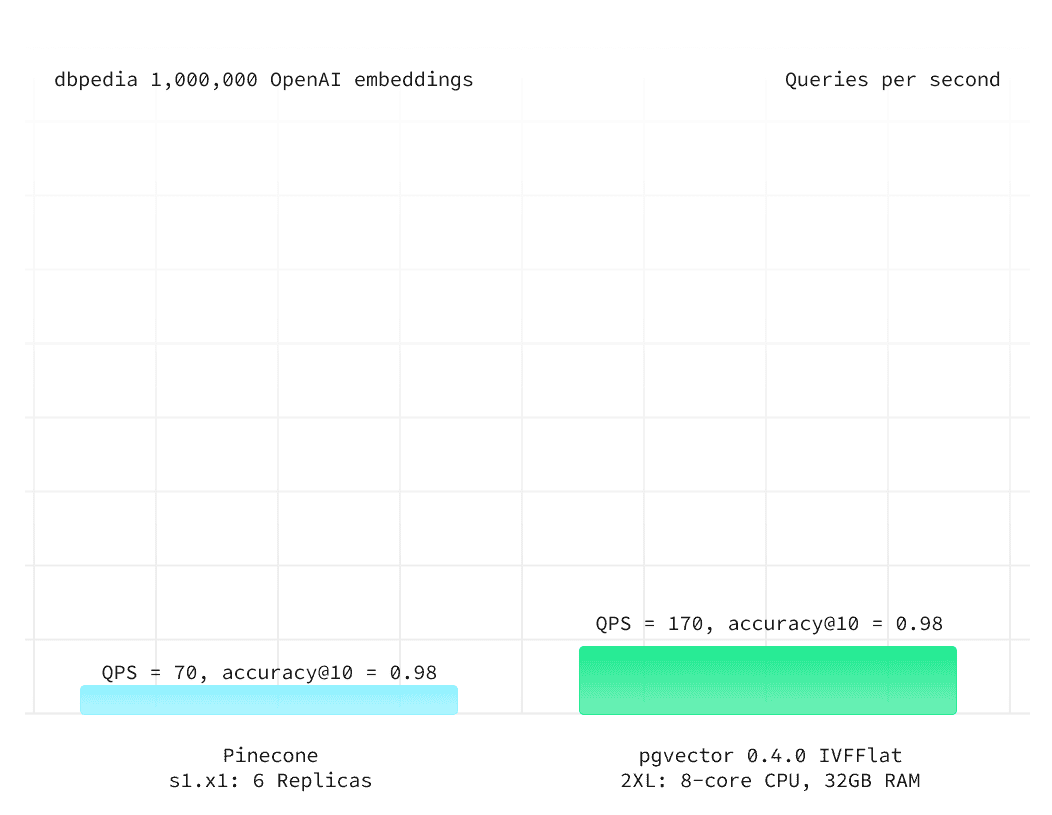 dbpedia 1,000,000 OpenAI embeddings
Queries per second
QPS = 70, accuracy@10 = 0.98
QPS = 170, accuracy@10 = 0.98
Pinecone
s1.x1: 6 Replicas
pgvector 0.4.0 IVFFlat
2XL: 8-core CPU, 32GB RAM